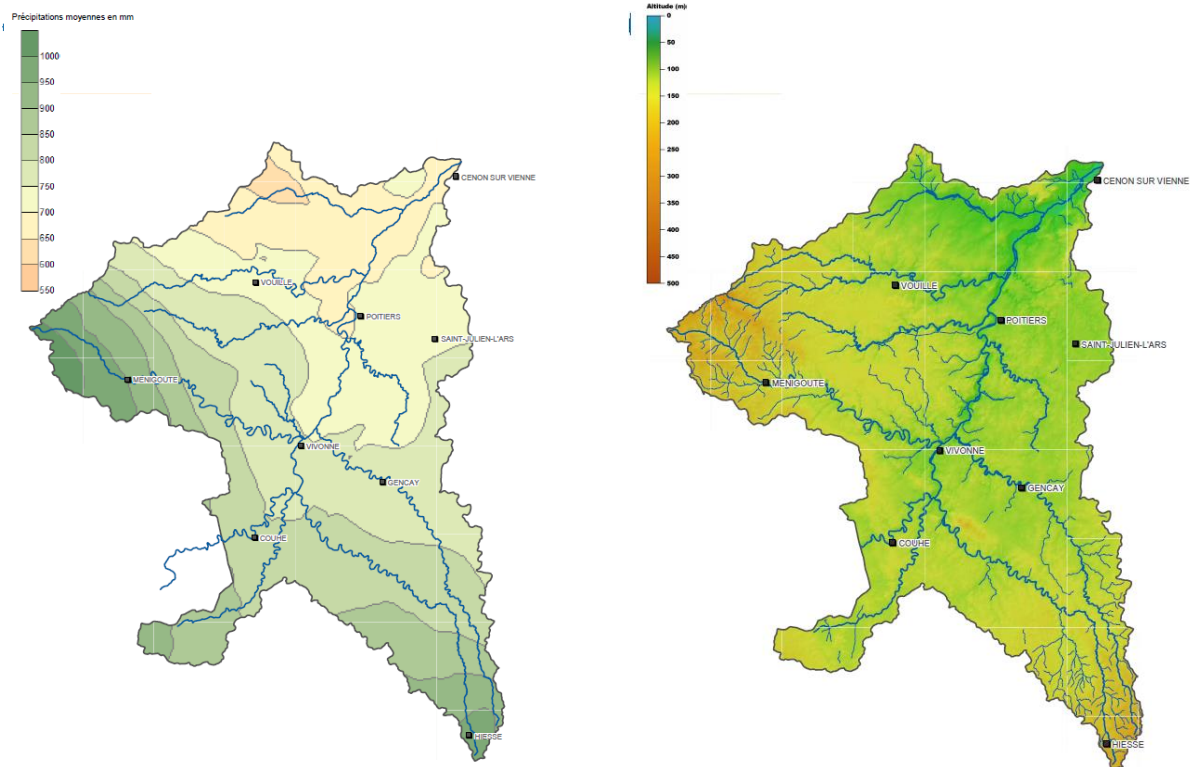 Précipitations moyennes en mm
1000
950
900
850
800
750
700
650
600
550
CENON SUR VIENNE
VOUILLE
POITIERS
SAINT-JULIEN-L'ARS
MENIGOUTE
VIVONNE
GENCAY
COUHE
HIESSE
Altitude (m)
0
50
100
150
200
250
300
350
400
450
500
CENON SUR VIENNE
VOUILLE
POITIERS
SAINT-JULIEN-L'ARS
MENIGOUTE
VIVONNE
GENCAY
COUHE
HIESSE